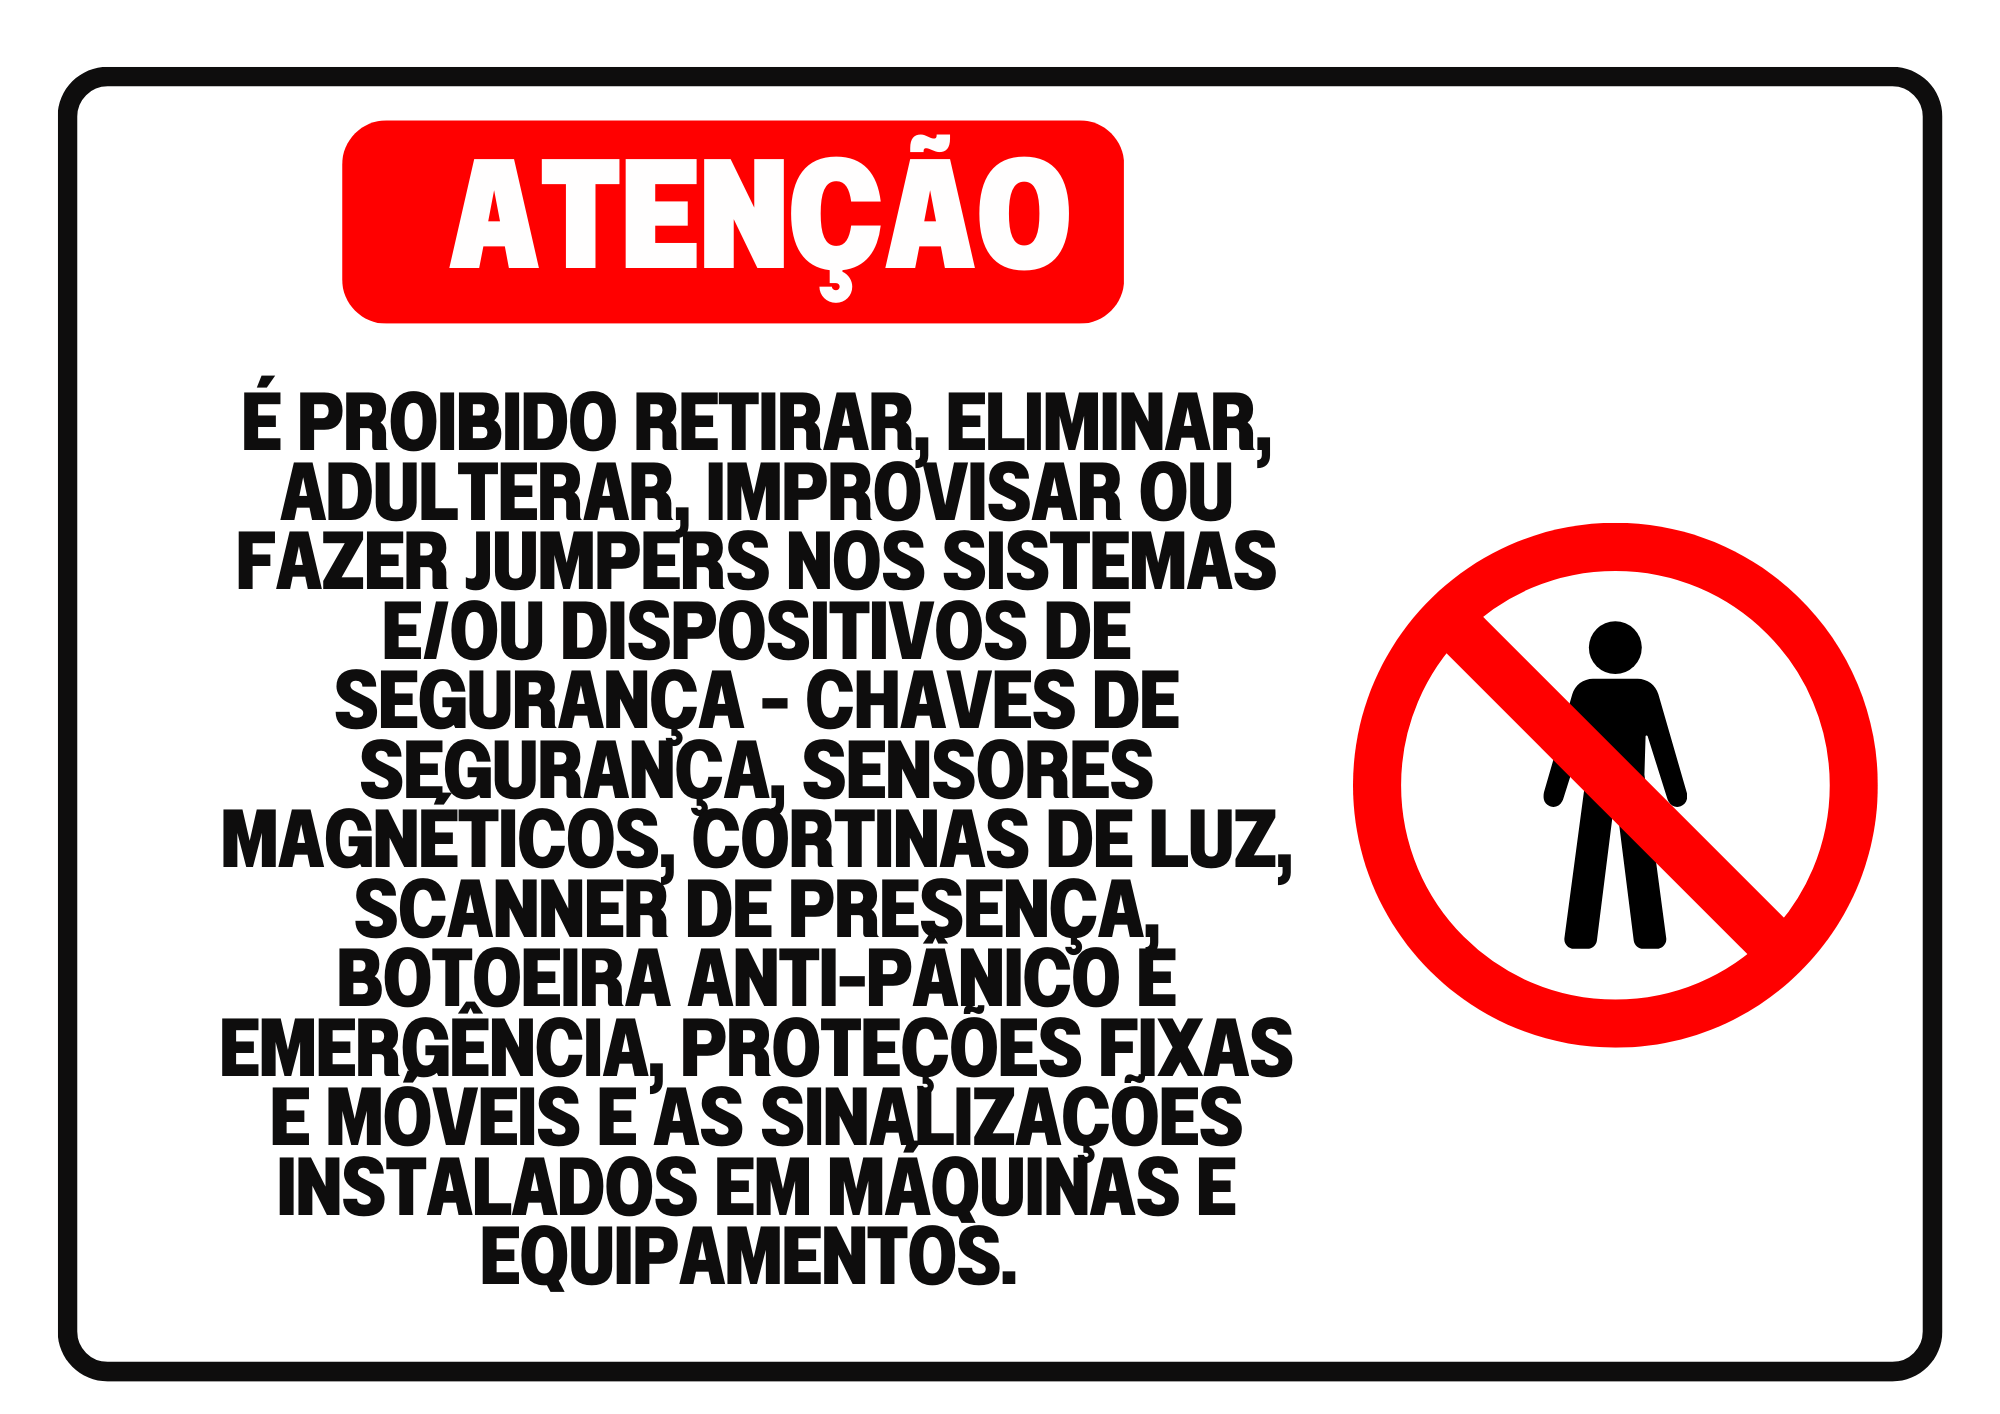 ATENÇÃO
É PROIBIDO RETIRAR, ELIMINAR,
ADULTERAR, IMPROVISAR OU
FAZER JUMPERS NOS SISTEMAS
E/OU DISPOSITIVOS DE
SEGURANÇA - CHAVES DE
SEGURANÇA, SENSORES
MAGNÉTICOS, CORTINAS DE LUZ,
SCANNER DE PRESENÇA,
BOTOEIRA ANTI-PÂNICO E
EMERGÊNCIA, PROTEÇÕES FIXAS
E MÓVEIS E AS SINALIZAÇÕES
INSTALADOS EM MÁQUINAS E
EQUIPAMENTOS.